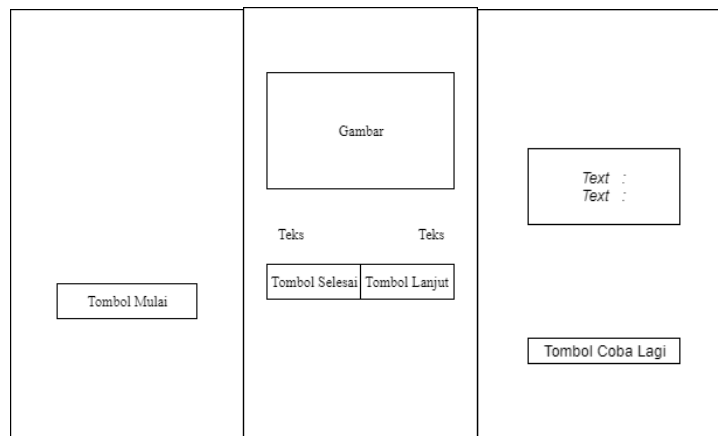 Tombol Mulai
Gambar
Teks Teks
Tombol Selesai Tombol Lanjut
Text :
Text :
Tombol Coba Lagi